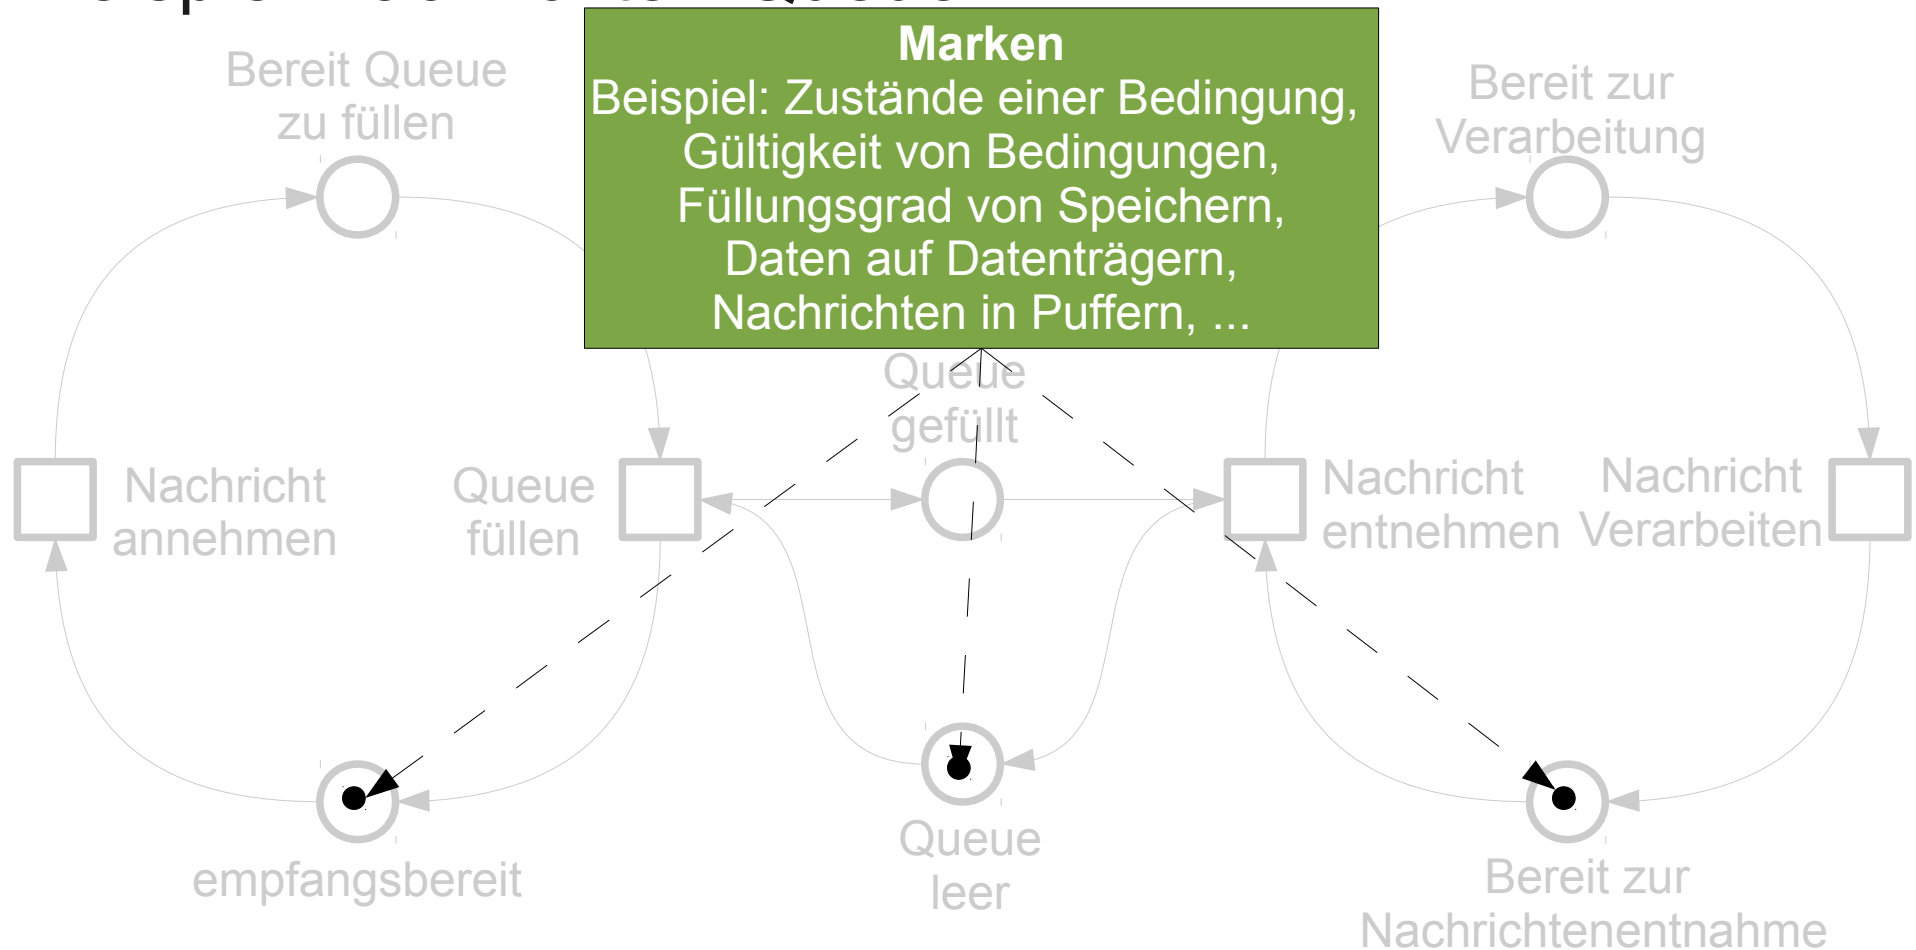 Marken
Beispiel: Zustände einer Bedingung,
Gültigkeit von Bedingungen,
Füllungsgrad von Speichern,
Daten auf Datenträgern,
Nachrichten in Puffern, ...
Bereit Queue
zu füllen
Bereit zur
Verarbeitung
Queue
gefüllt
Nachricht
annehmen
Queue
füllen
Nachricht
entnehmen
Nachricht
Verarbeiten
empfangsbereit
Queue
leer
Bereit zur
Nachrichtenentnahme